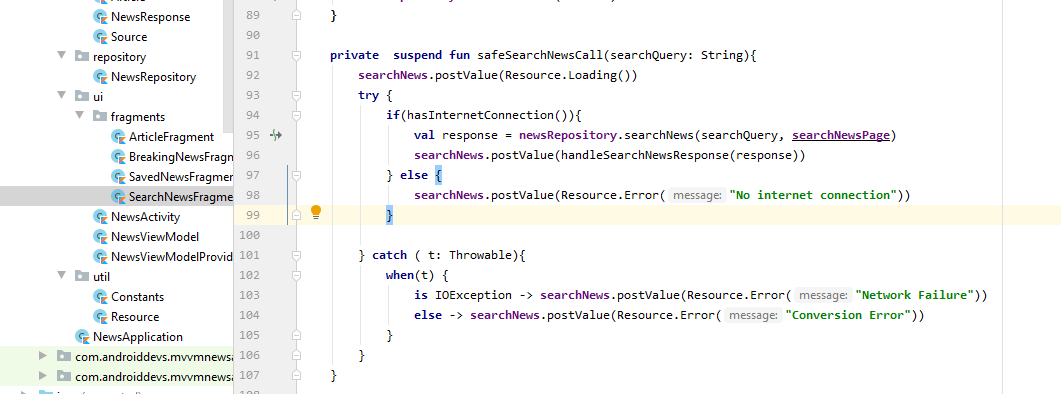 Article
NewsResponse
Source
repository
NewsRepository
ui
fragments
ArticleFragment
BreakingNewsFragm
SavedNewsFragmen
SearchNewsFragme
NewsActivity
NewsViewModel
NewsViewModelProvid
util
Constants
Resource
NewsApplication
com.androiddevs.mvvmnewsa
com.androiddevs.mvvmnewsa
89 }
90
91 private  suspend fun safeSearchNewsCall(searchQuery: String){
92 searchNews.postValue(Resource.Loading())
93 try {
94 if(hasInternetConnection()){
95 val response = newsRepository.searchNews(searchQuery, searchNewsPage)
96 searchNews.postValue(handleSearchNewsResponse(response))
97 } else {
98 searchNews.postValue(Resource.Error( message: "No internet connection"))
99 }
100
101 } catch ( t: Throwable){
102 when(t) {
103 is IOException -> searchNews.postValue(Resource.Error( message: "Network Failure"))
104 else -> searchNews.postValue(Resource.Error( message: "Conversion Error"))
105 }
106 }
107 }